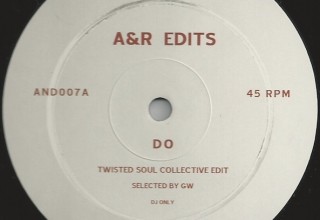 A&R EDITS
AND007A
45 RPM
DO
TWISTED SOUL COLLECTIVE EDIT
SELECTED BY GW
DJ ONLY